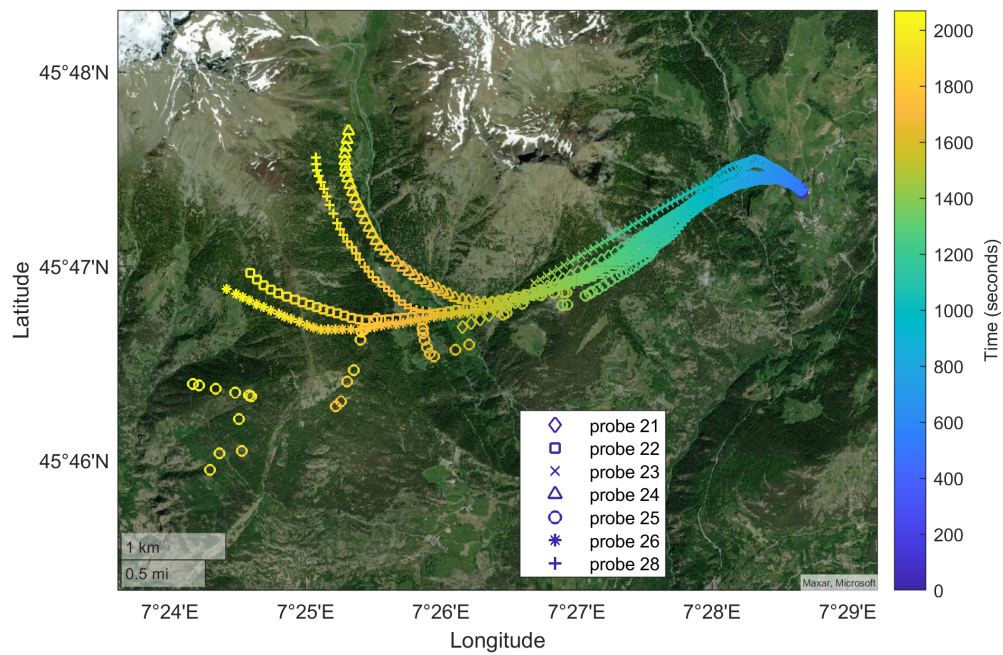 45°48'N
45°47'N
45°46'N
Latitude
7°24'E 7°25'E 7°26'E 7°27'E 7°28'E 7°29'E
Longitude
probe 21
probe 22
probe 23
probe 24
probe 25
probe 26
probe 28
1 km
0.5 mi
Maxar, Microsoft
2000
1800
1600
1400
1200
1000
800
600
400
200
0
Time (seconds)